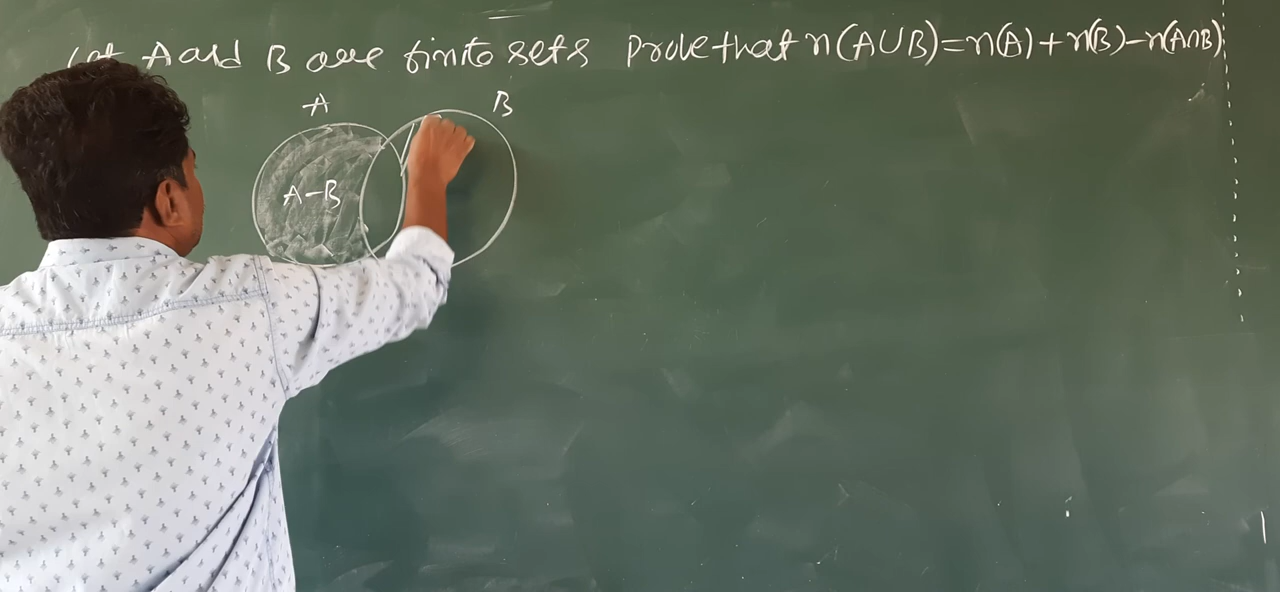 Let A and B are finite sets Prove that n(A∪B)=n(A)+n(B)-n(A∩B)
A B
A-B